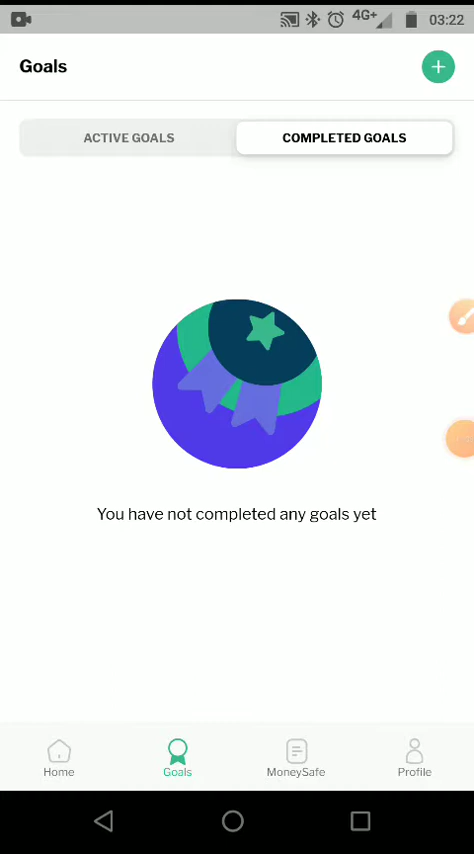 4G+ 03:22
Goals
ACTIVE GOALS COMPLETED GOALS
You have not completed any goals yet
Home Goals MoneySafe Profile